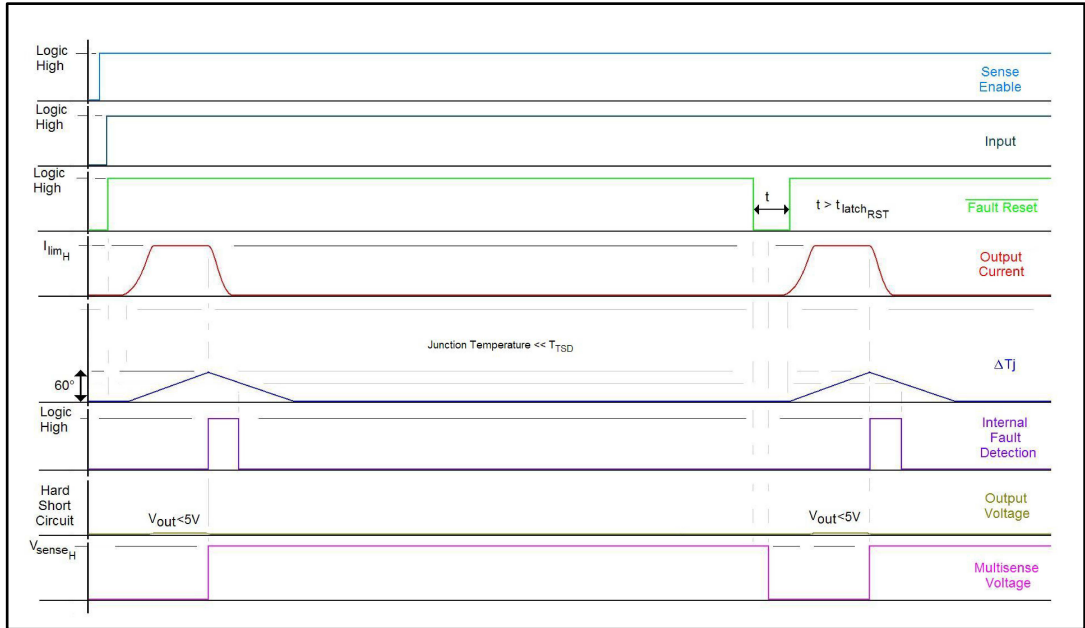 Logic
High
Sense
Enable
Logic
High
Input
Logic
High
t
t > tlatchRST
Fault Reset
IlimH
Output
Current
Junction Temperature << TTSD
ΔTj
60°
Logic
High
Internal
Fault
Detection
Hard
Short
Circuit
Vout<5V
Vout<5V
Output
Voltage
VsenseH
Multisense
Voltage